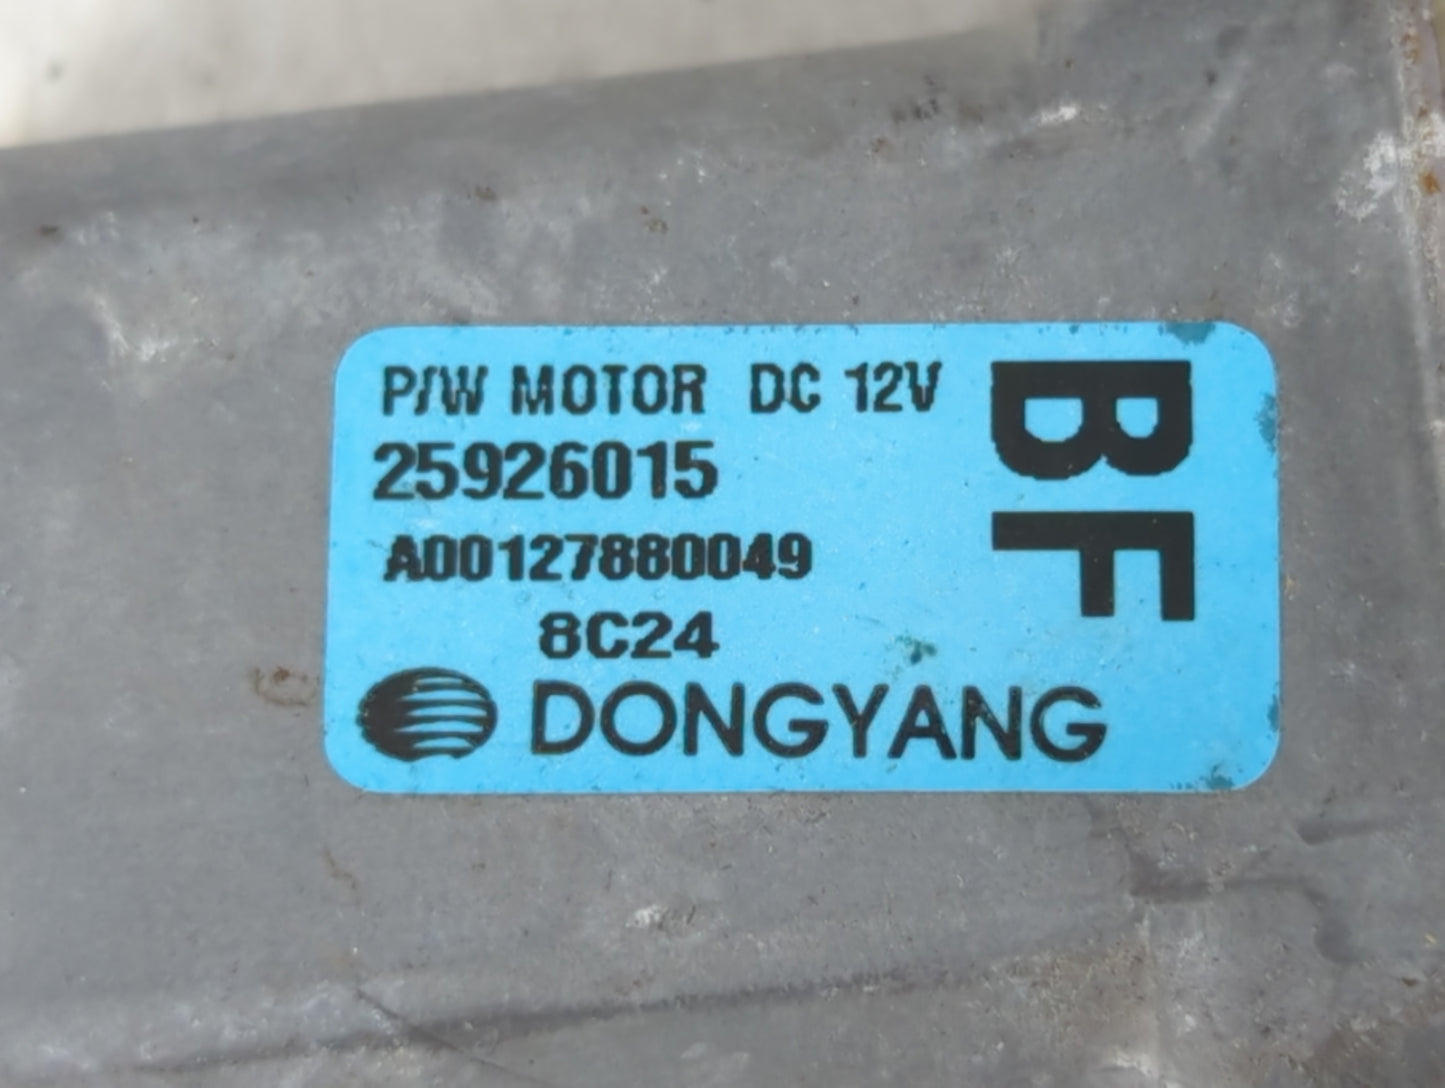 P/W MOTOR DC 12V
25926015
A00127880049
8C24
DONGYANG
BF